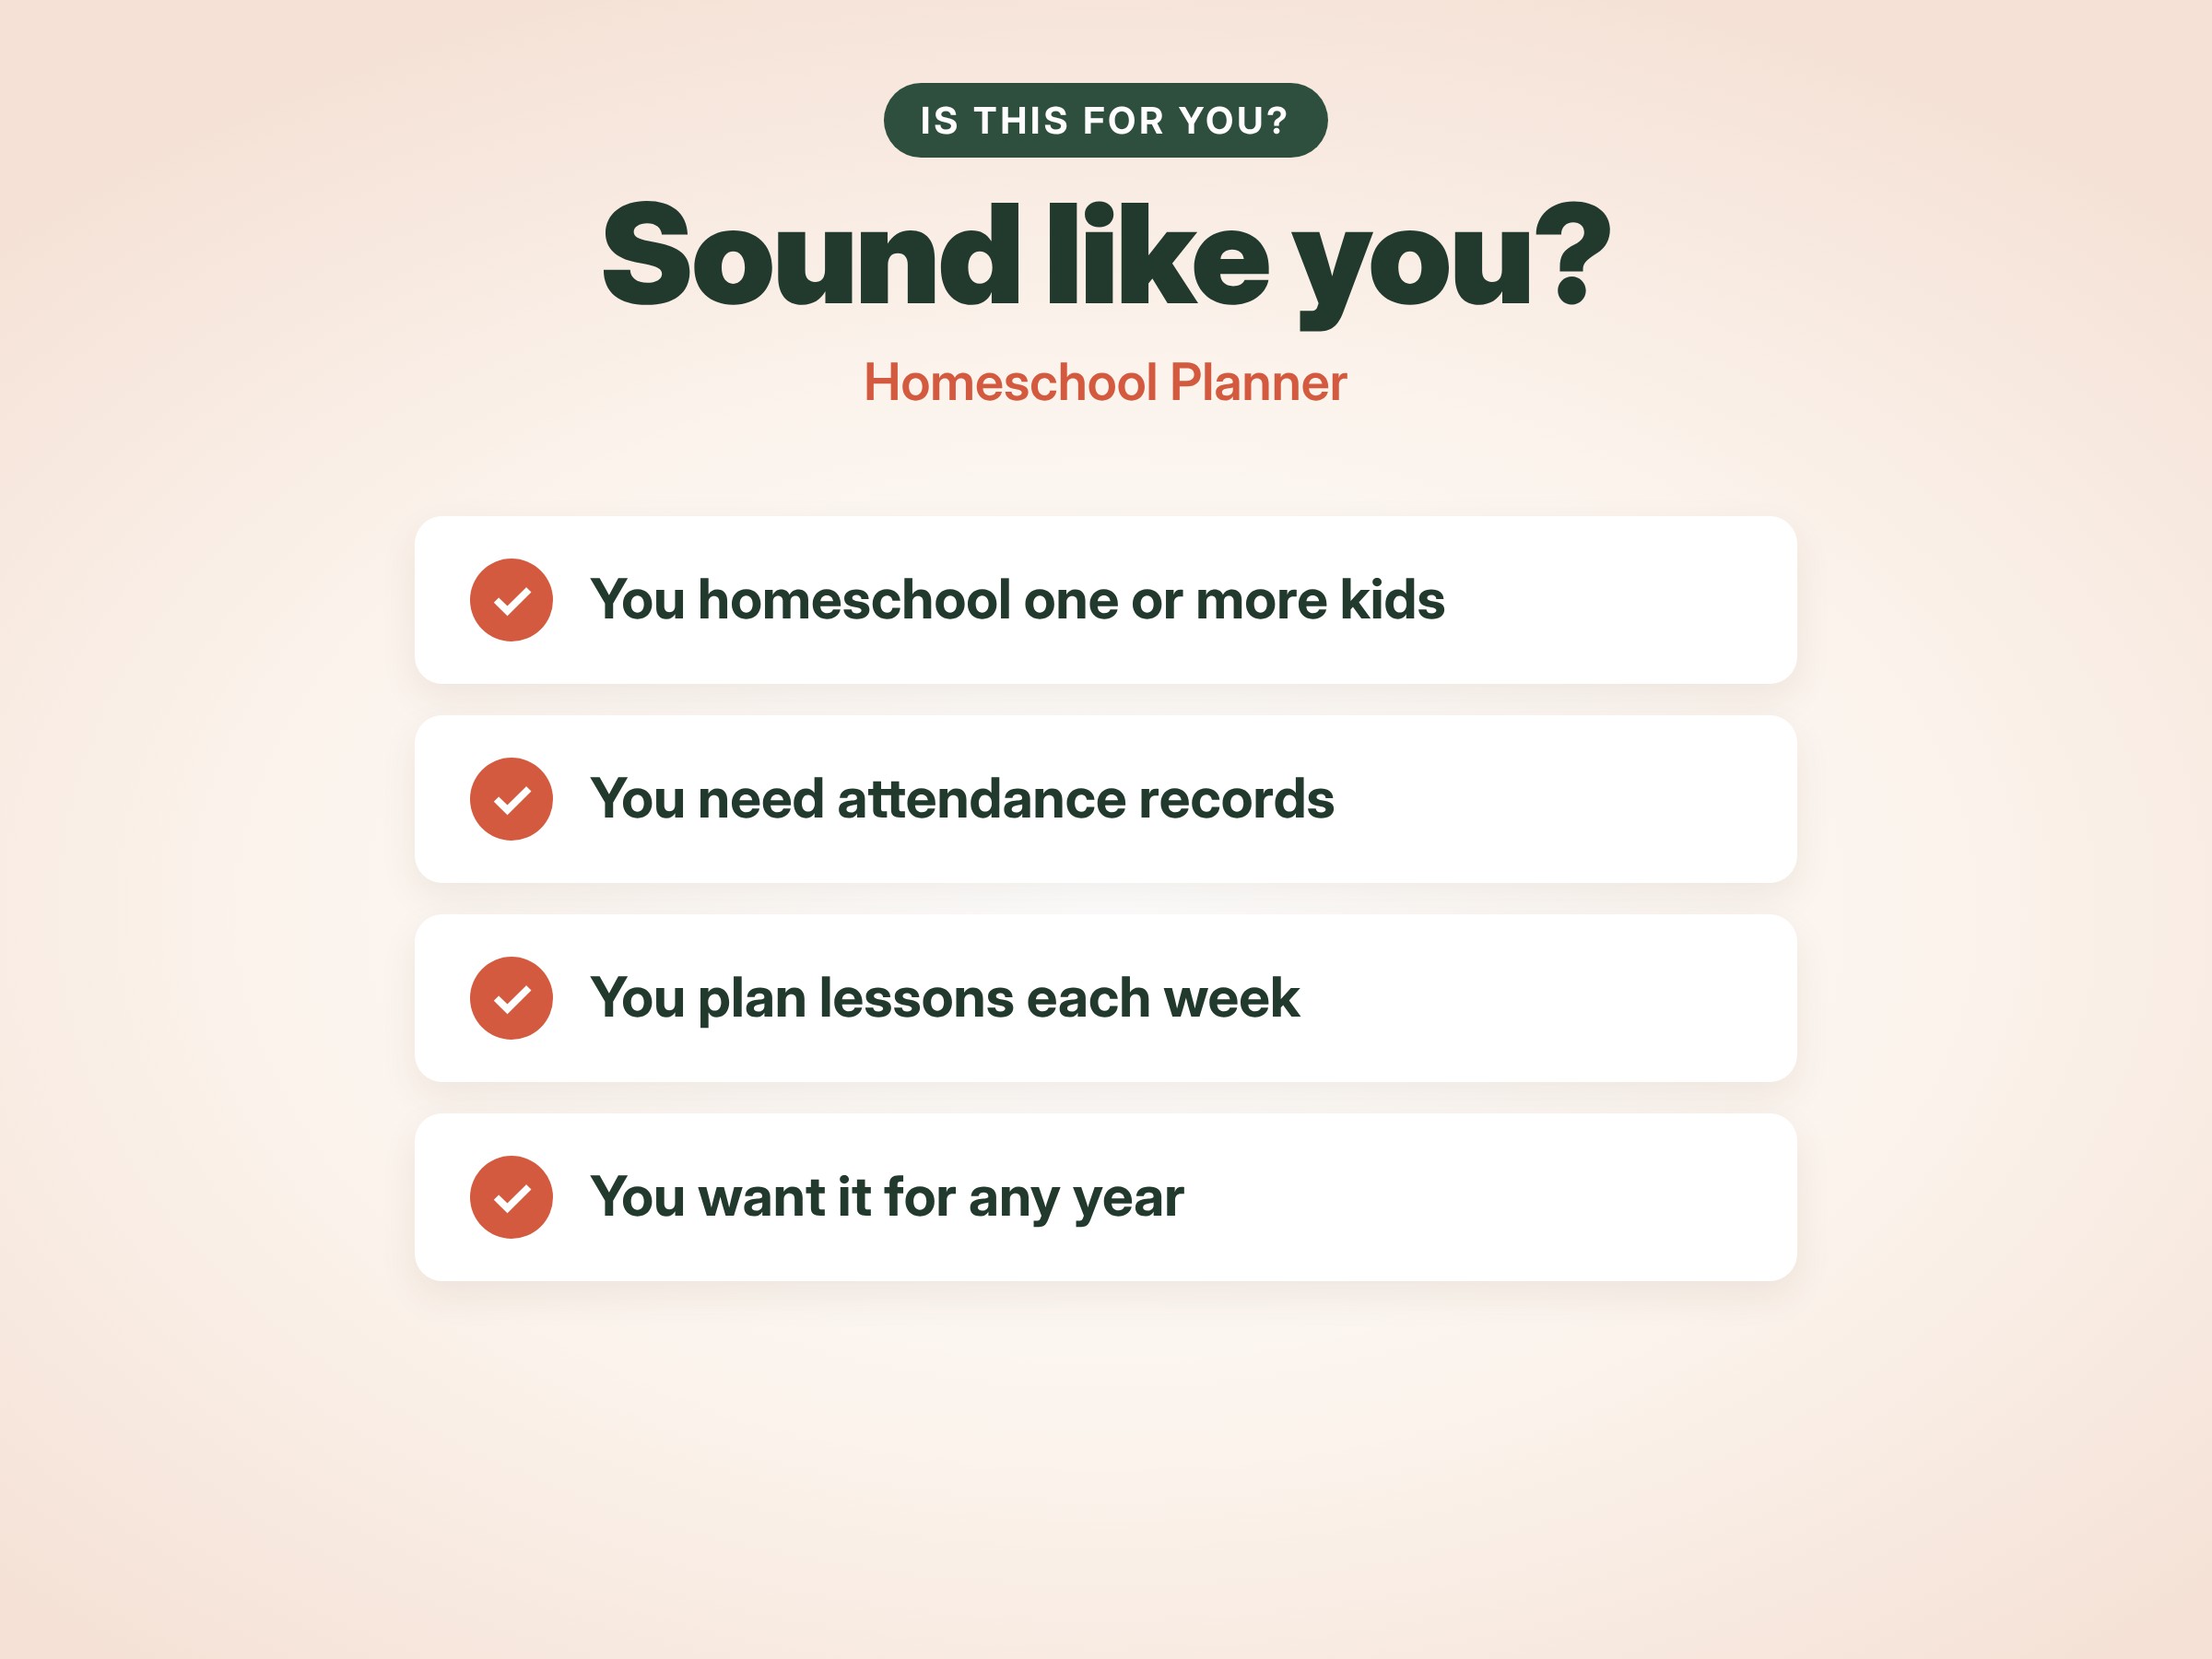 IS THIS FOR YOU?
Sound like you?
Homeschool Planner
You homeschool one or more kids
You need attendance records
You plan lessons each week
You want it for any year